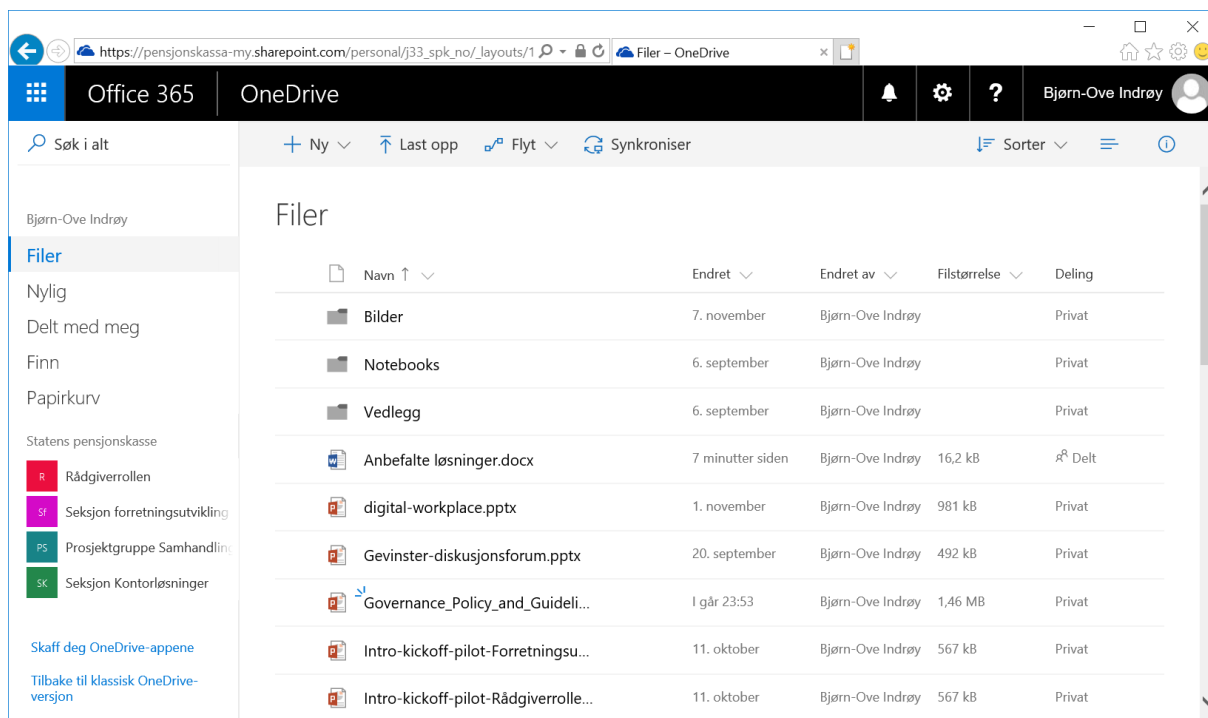 https://pensjonskassa-my.sharepoint.com/personal/j33_spk_no/_layouts/1
Filer – OneDrive
Office 365
OneDrive
?
Bjørn-Ove Indrøy
Søk i alt
Ny
Last opp
Flyt
Synkroniser
Sorter
Bjørn-Ove Indrøy
Filer
Nylig
Delt med meg
Finn
Papirkurv
Statens pensjonskasse
R Rådgiverrollen
Sf Seksjon forretningsutvikling
PS Prosjektgruppe Samhandling
SK Seksjon Kontorløsninger
Skaff deg OneDrive-appene
Tilbake til klassisk OneDrive-
versjon
Filer
Navn ↑ Endret Endret av Filstørrelse Deling
Bilder 7. november Bjørn-Ove Indrøy Privat
Notebooks 6. september Bjørn-Ove Indrøy Privat
Vedlegg 6. september Bjørn-Ove Indrøy Privat
Anbefalte løsninger.docx 7 minutter siden Bjørn-Ove Indrøy 16,2 kB Delt
digital-workplace.pptx 1. november Bjørn-Ove Indrøy 981 kB Privat
Gevinster-diskusjonsforum.pptx 20. september Bjørn-Ove Indrøy 492 kB Privat
Governance_Policy_and_Guideli... I går 23:53 Bjørn-Ove Indrøy 1,46 MB Privat
Intro-kickoff-pilot-Forretningsu... 11. oktober Bjørn-Ove Indrøy 567 kB Privat
Intro-kickoff-pilot-Rådgiverrolle... 11. oktober Bjørn-Ove Indrøy 567 kB Privat